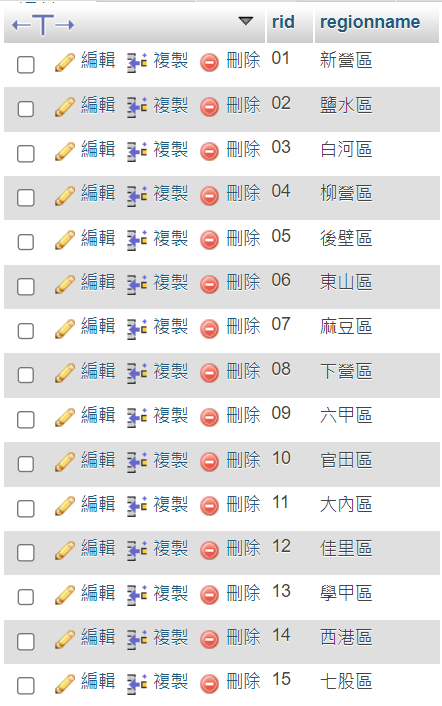 rid regionname
編輯 複製 刪除 01 新營區
編輯 複製 刪除 02 鹽水區
編輯 複製 刪除 03 白河區
編輯 複製 刪除 04 柳營區
編輯 複製 刪除 05 後壁區
編輯 複製 刪除 06 東山區
編輯 複製 刪除 07 麻豆區
編輯 複製 刪除 08 下營區
編輯 複製 刪除 09 六甲區
編輯 複製 刪除 10 官田區
編輯 複製 刪除 11 大內區
編輯 複製 刪除 12 佳里區
編輯 複製 刪除 13 學甲區
編輯 複製 刪除 14 西港區
編輯 複製 刪除 15 七股區